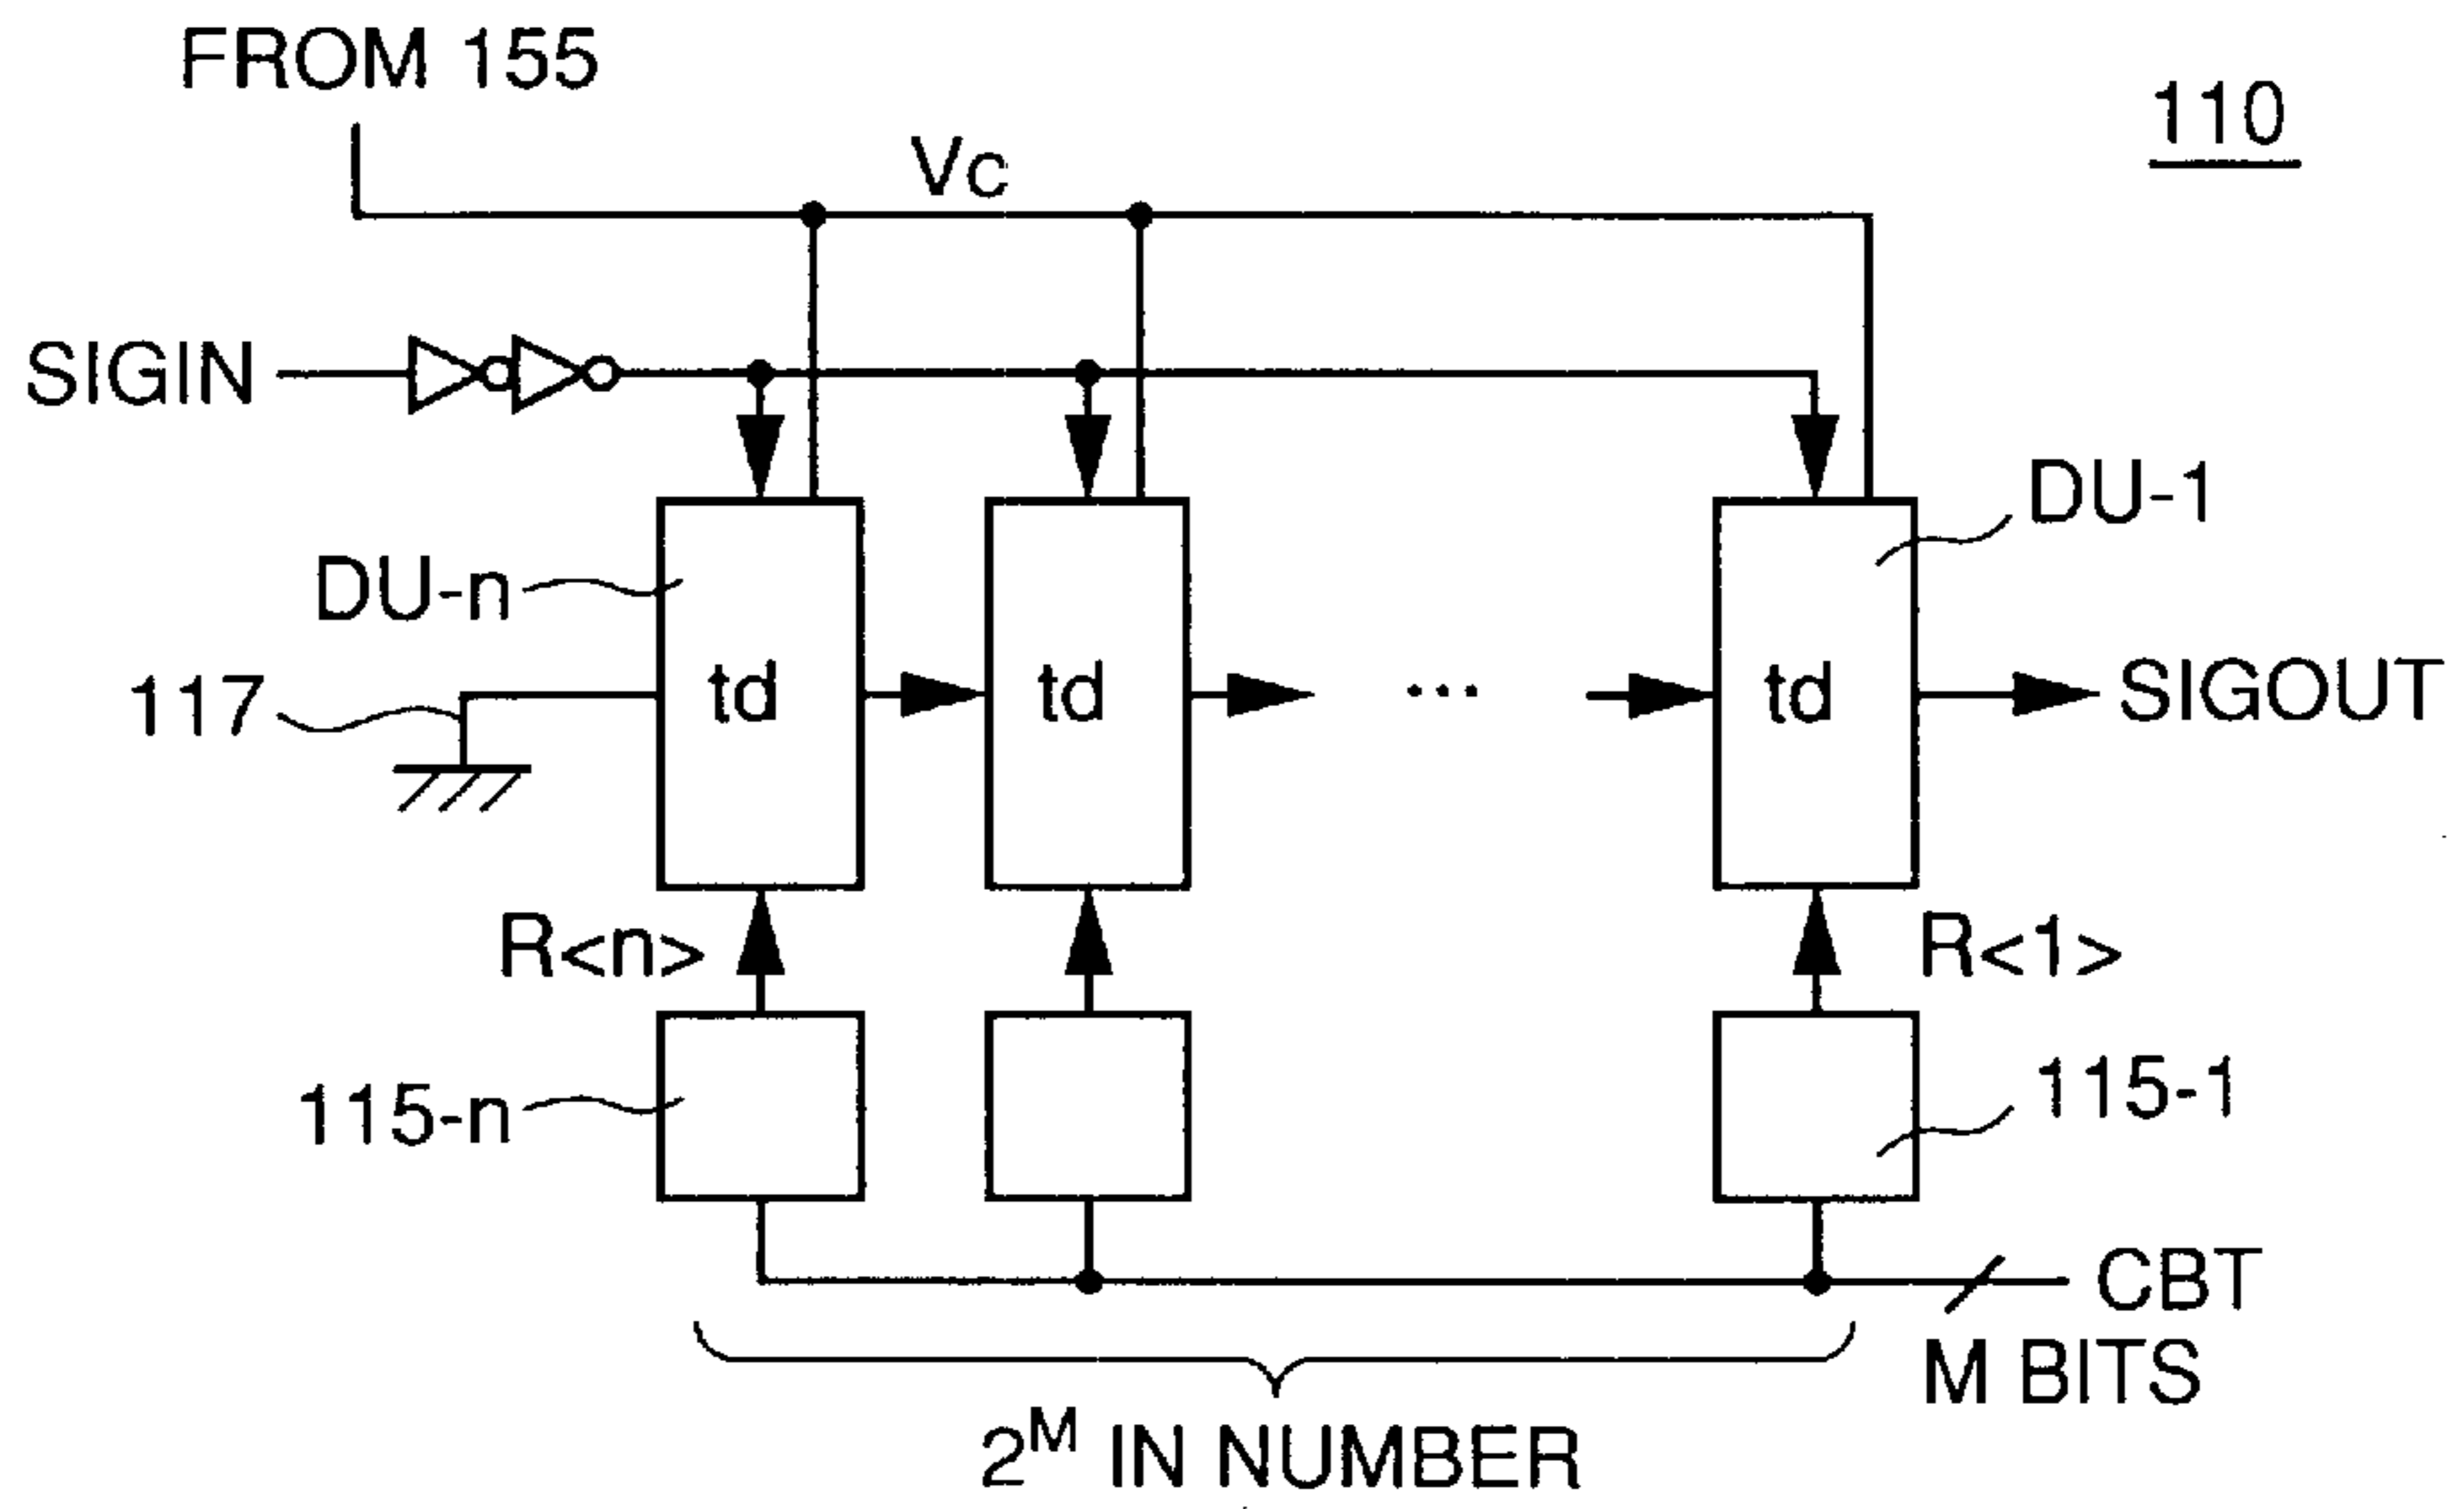 FROM 155
110
Vc
SIGIN
DU-1
DU-n
117
td
td
...
td
SIGOUT
R<n>
R<1>
115-n
115-1
CBT
M BITS
2^M IN NUMBER